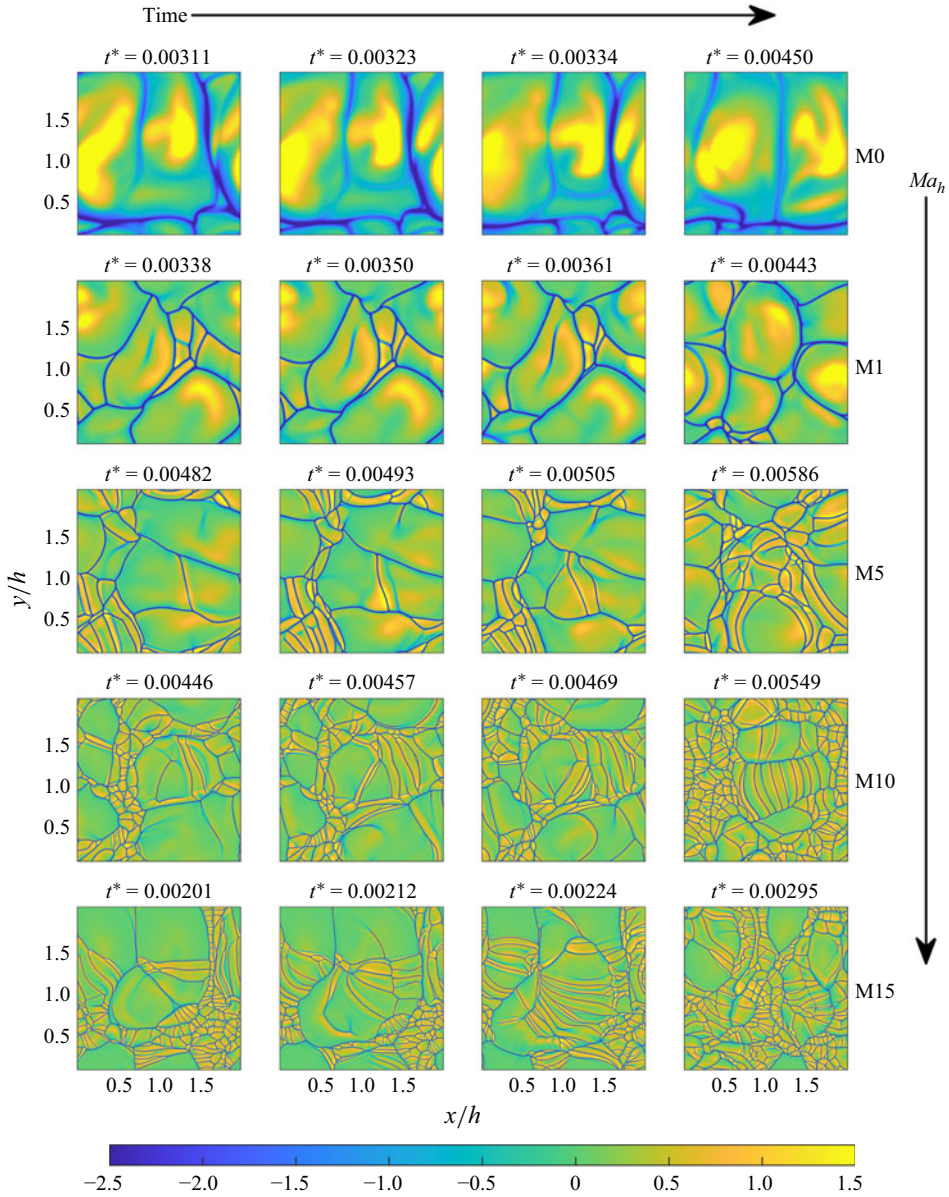 Time
t* = 0.00311 t* = 0.00323 t* = 0.00334 t* = 0.00450
1.5
1.0
0.5
M0
Ma_h
t* = 0.00338 t* = 0.00350 t* = 0.00361 t* = 0.00443
1.5
1.0
0.5
M1
t* = 0.00482 t* = 0.00493 t* = 0.00505 t* = 0.00586
1.5
1.0
0.5
M5
y/h
t* = 0.00446 t* = 0.00457 t* = 0.00469 t* = 0.00549
1.5
1.0
0.5
M10
t* = 0.00201 t* = 0.00212 t* = 0.00224 t* = 0.00295
1.5
1.0
0.5
M15
0.5 1.0 1.5 0.5 1.0 1.5 0.5 1.0 1.5 0.5 1.0 1.5
x/h
−2.5 −2.0 −1.5 −1.0 −0.5 0 0.5 1.0 1.5